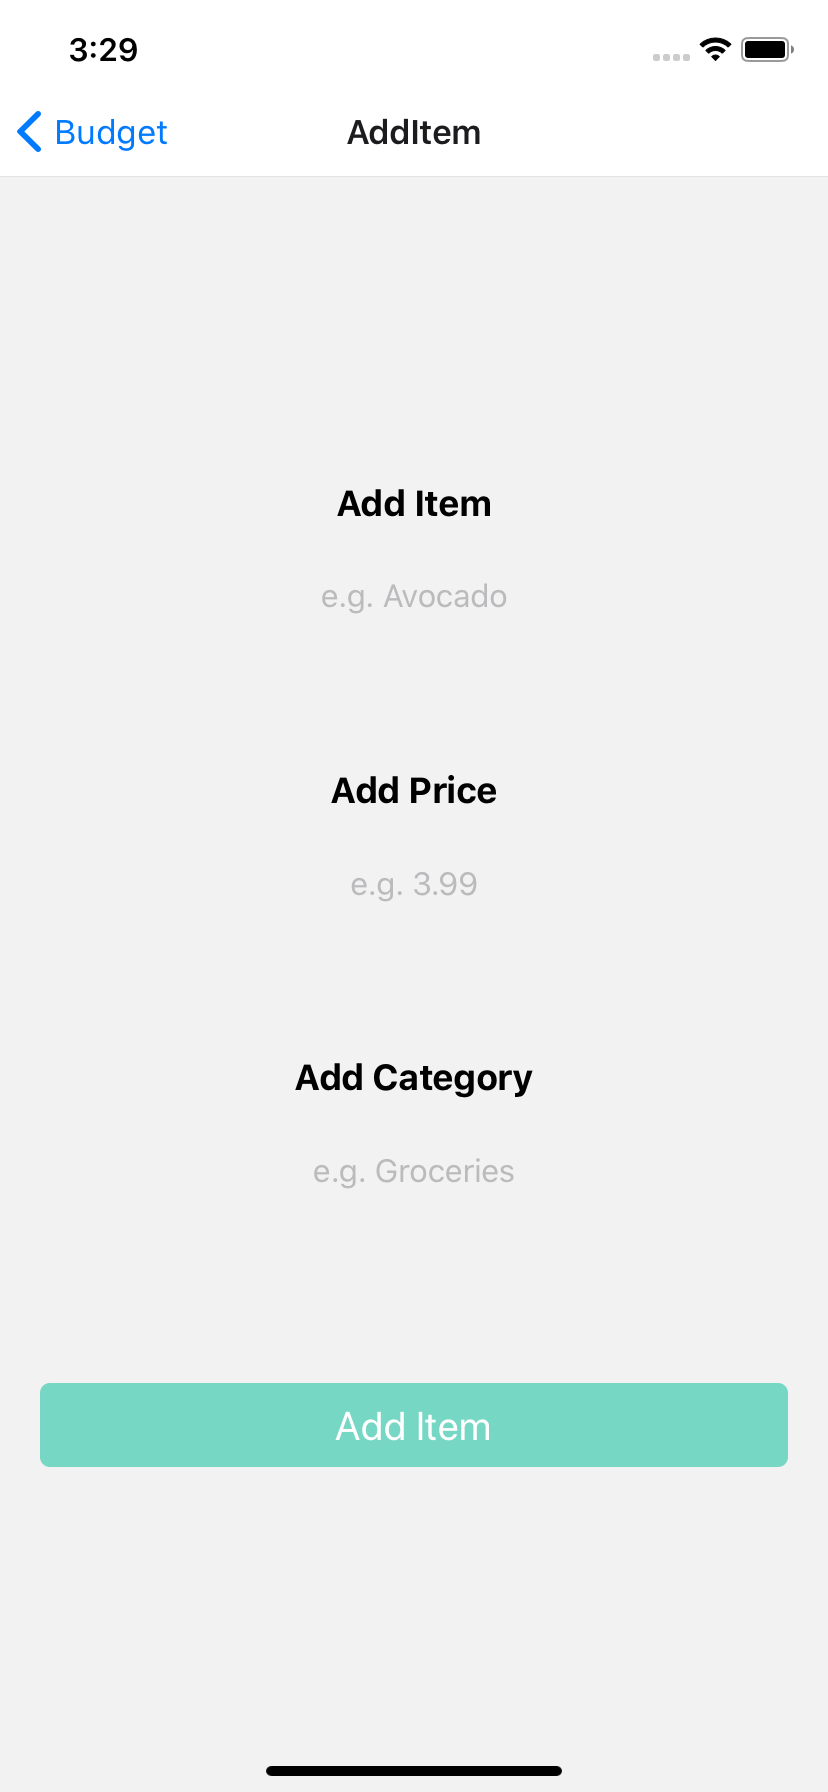 3:29
Budget
AddItem
Add Item
e.g. Avocado
Add Price
e.g. 3.99
Add Category
e.g. Groceries
Add Item